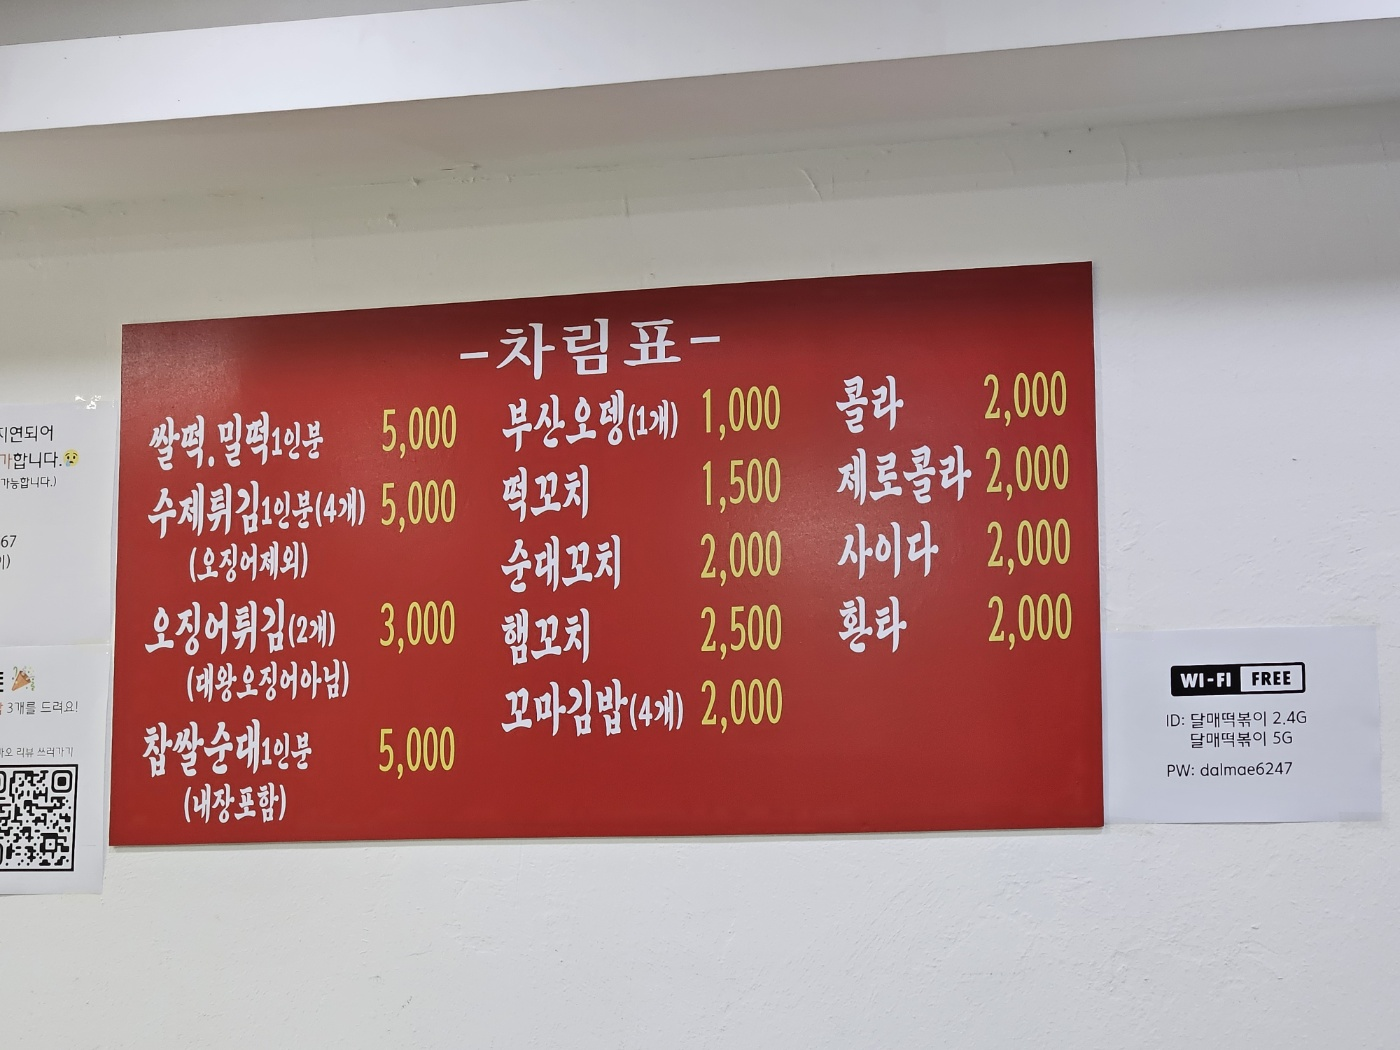 지연되어
가합니다.😢
가능합니다.)
67
3개를 드려요!
리뷰 쓰러가기
-차림표-
쌀떡.밀떡1인분 5,000
수제튀김1인분(4개) 5,000
(오징어제외)
오징어튀김(2개) 3,000
(대왕오징어아님)
찹쌀순대1인분 5,000
(내장포함)
부산오뎅(1개) 1,000
떡꼬치 1,500
순대꼬치 2,000
햄꼬치 2,500
꼬마김밥(4개) 2,000
콜라 2,000
제로콜라 2,000
사이다 2,000
환타 2,000
WI-FI FREE
ID: 달매떡볶이 2.4G
달매떡볶이 5G
PW: dalmae6247